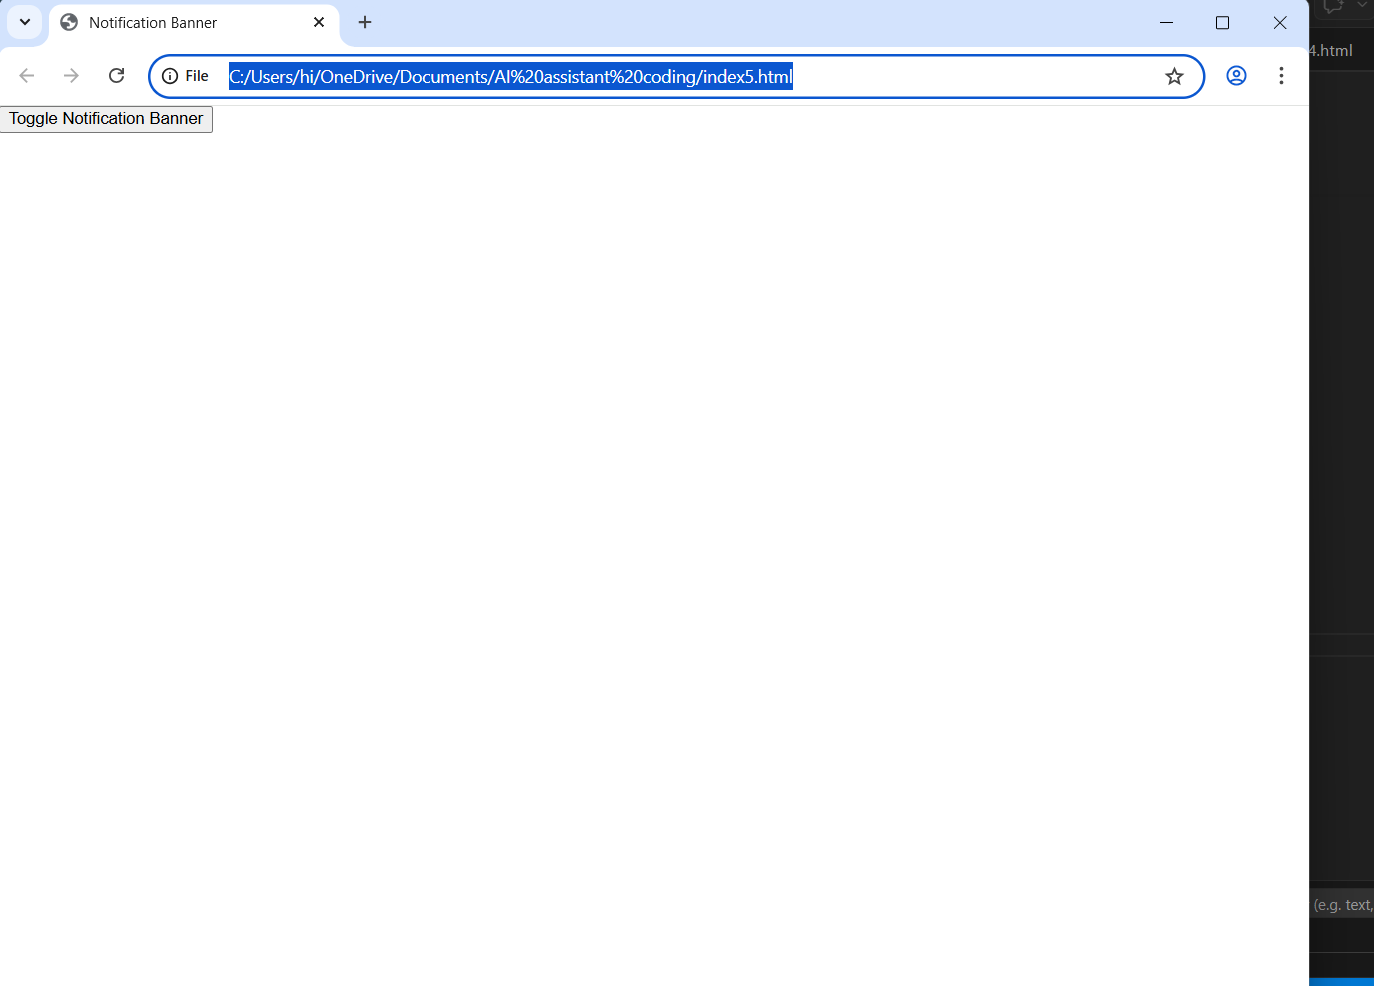 Notification Banner
4.html
File
C:/Users/hi/OneDrive/Documents/AI%20assistant%20coding/index5.html
Toggle Notification Banner
(e.g. text,